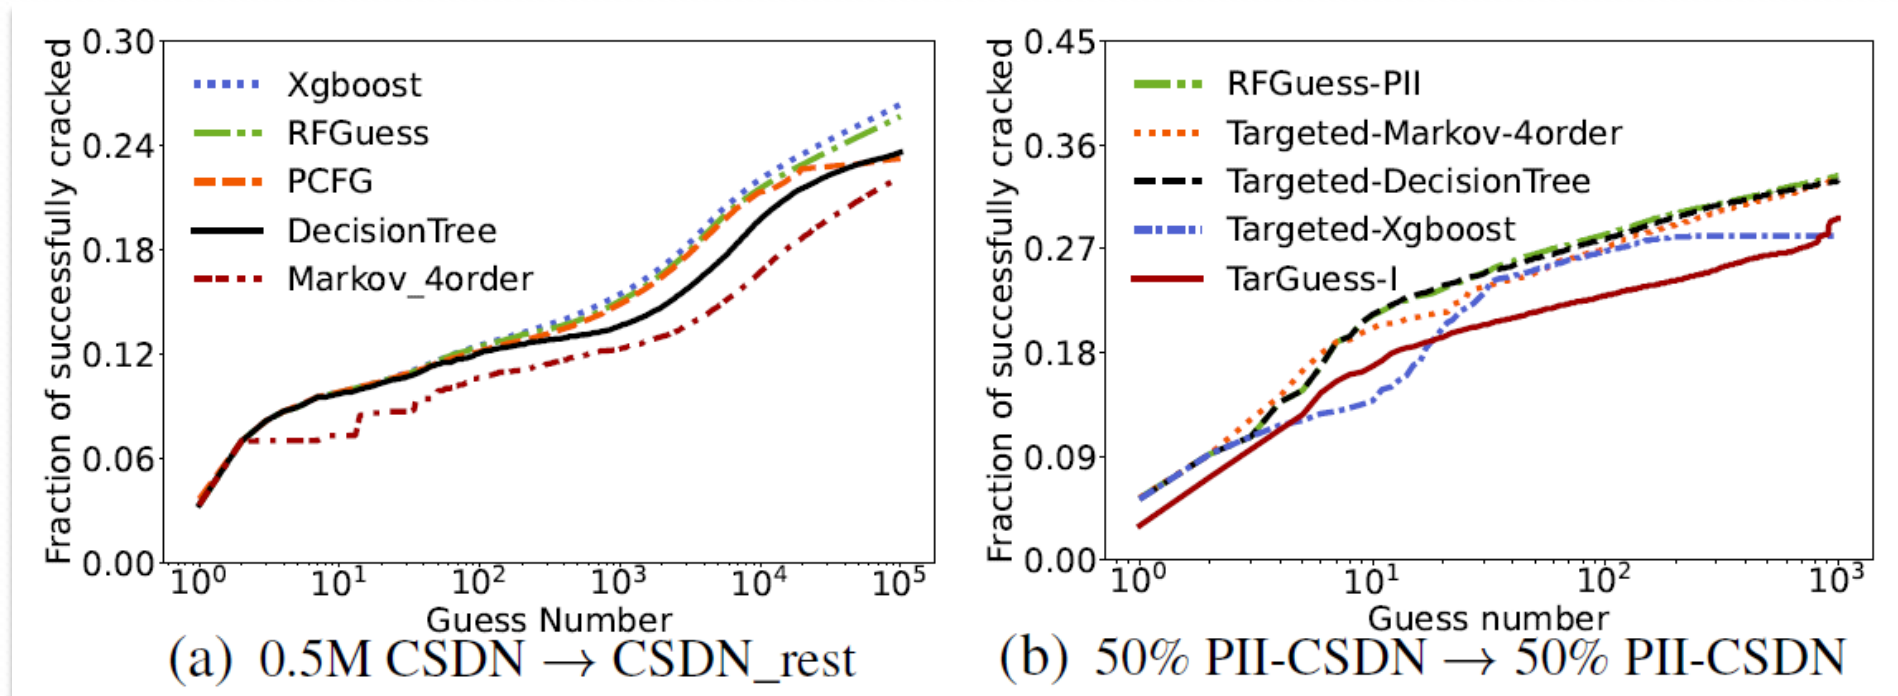 Fraction of successfully cracked
0.30
0.24
0.18
0.12
0.06
0.00
Xgboost
RFGuess
PCFG
DecisionTree
Markov_4order
10^0 10^1 10^2 10^3 10^4 10^5
Guess Number
(a) 0.5M CSDN → CSDN_rest
Fraction of successfully cracked
0.45
0.36
0.27
0.18
0.09
0.00
RFGuess-PII
Targeted-Markov-4order
Targeted-DecisionTree
Targeted-Xgboost
TarGuess-I
10^0 10^1 10^2 10^3
Guess number
(b) 50% PII-CSDN → 50% PII-CSDN